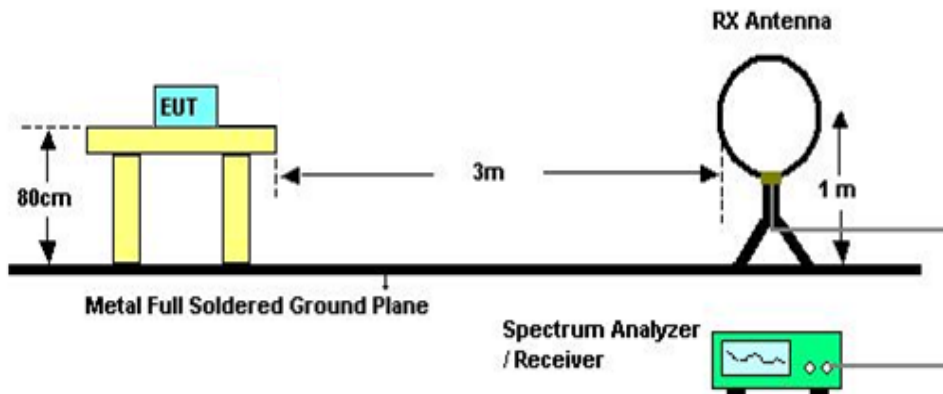 RX Antenna
EUT
80cm
3m
1 m
Metal Full Soldered Ground Plane
Spectrum Analyzer
/ Receiver